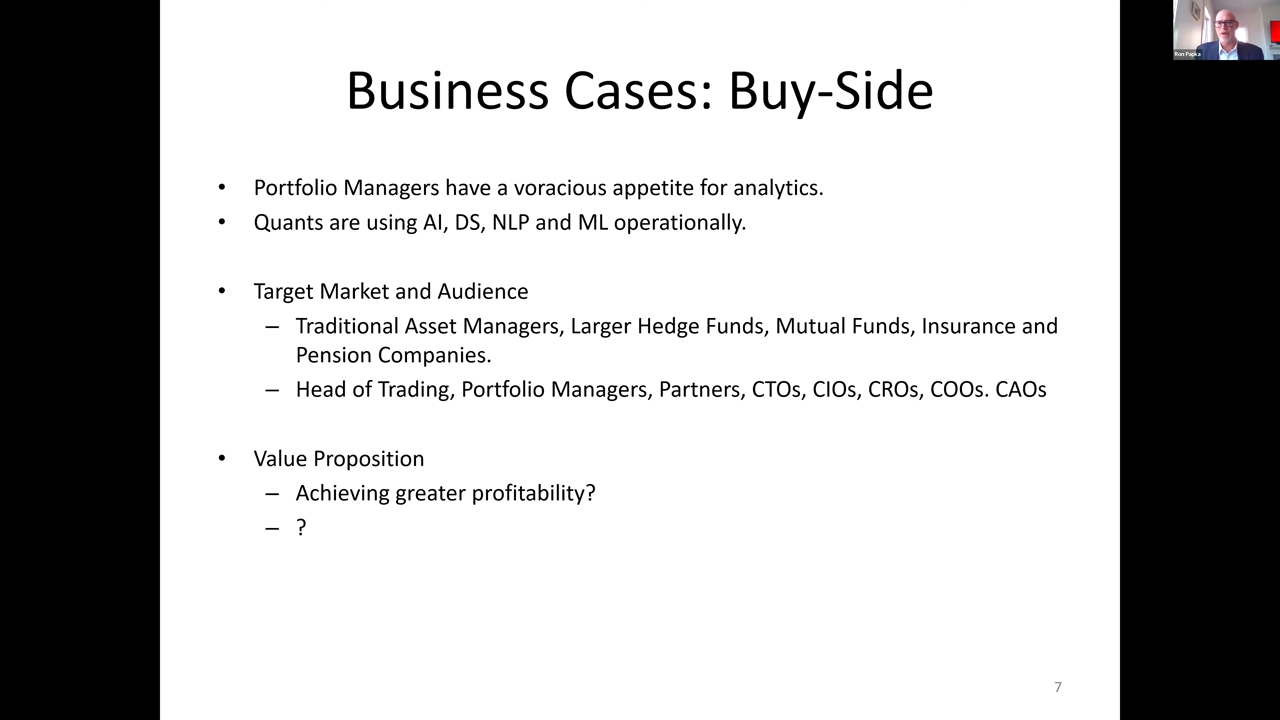 Ron Papka
Business Cases: Buy-Side
• Portfolio Managers have a voracious appetite for analytics.
• Quants are using AI, DS, NLP and ML operationally.
• Target Market and Audience
– Traditional Asset Managers, Larger Hedge Funds, Mutual Funds, Insurance and
Pension Companies.
– Head of Trading, Portfolio Managers, Partners, CTOs, CIOs, CROs, COOs. CAOs
• Value Proposition
– Achieving greater profitability?
– ?
7